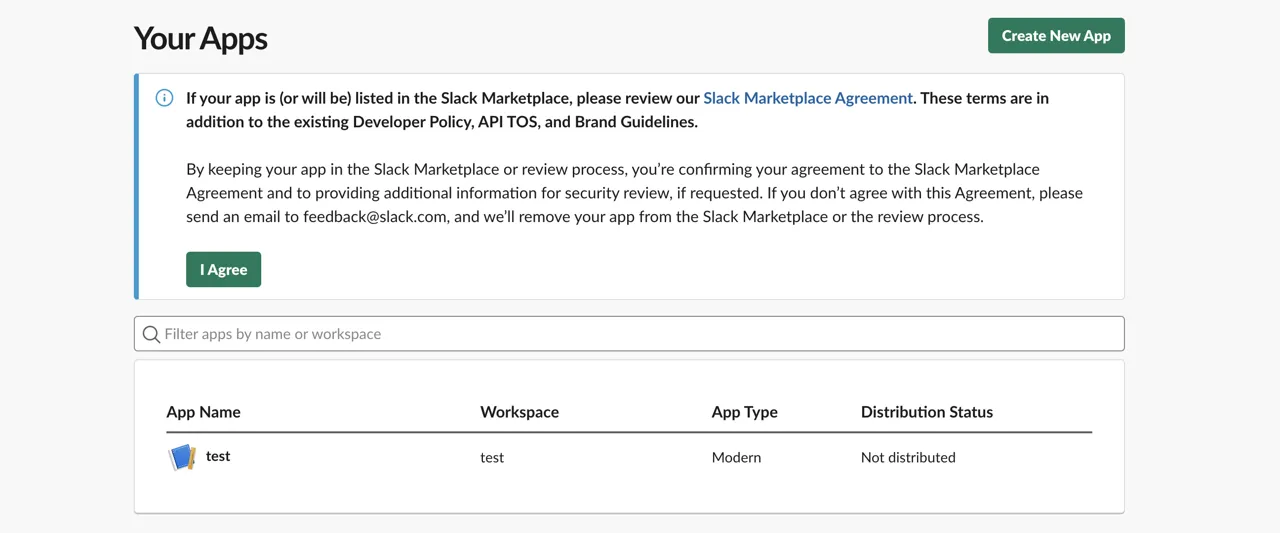 Your Apps
Create New App
If your app is (or will be) listed in the Slack Marketplace, please review our Slack Marketplace Agreement. These terms are in
addition to the existing Developer Policy, API TOS, and Brand Guidelines.
By keeping your app in the Slack Marketplace or review process, you’re confirming your agreement to the Slack Marketplace
Agreement and to providing additional information for security review, if requested. If you don’t agree with this Agreement, please
send an email to feedback@slack.com, and we’ll remove your app from the Slack Marketplace or the review process.
I Agree
Filter apps by name or workspace
App Name Workspace App Type Distribution Status
test test Modern Not distributed